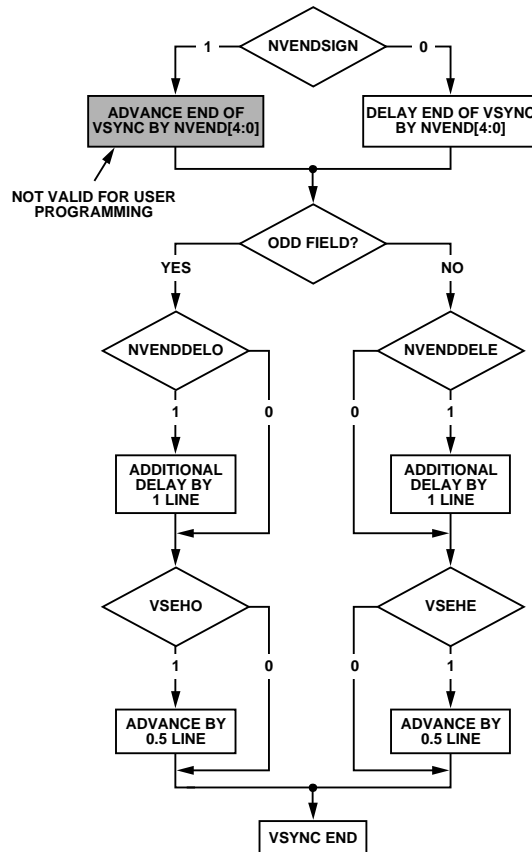 NVENDSIGN
1
0
ADVANCE END OF
VSYNC BY NVEND[4:0]
DELAY END OF VSYNC
BY NVEND[4:0]
NOT VALID FOR USER
PROGRAMMING
ODD FIELD?
YES
NO
NVENDDELO
NVENDDELE
1
0
0
1
ADDITIONAL
DELAY BY
1 LINE
ADDITIONAL
DELAY BY
1 LINE
VSEHO
VSEHE
1
0
0
1
ADVANCE BY
0.5 LINE
ADVANCE BY
0.5 LINE
VSYNC END